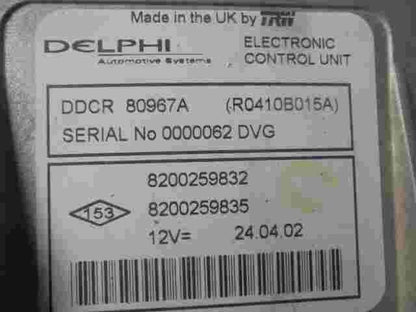 Made in the UK by TRW
DELPHI
Automotive Systems
ELECTRONIC
CONTROL UNIT
DDCR 80967A (R0410B015A)
SERIAL No 0000062 DVG
8200259832
153
8200259835
12V= 24.04.02